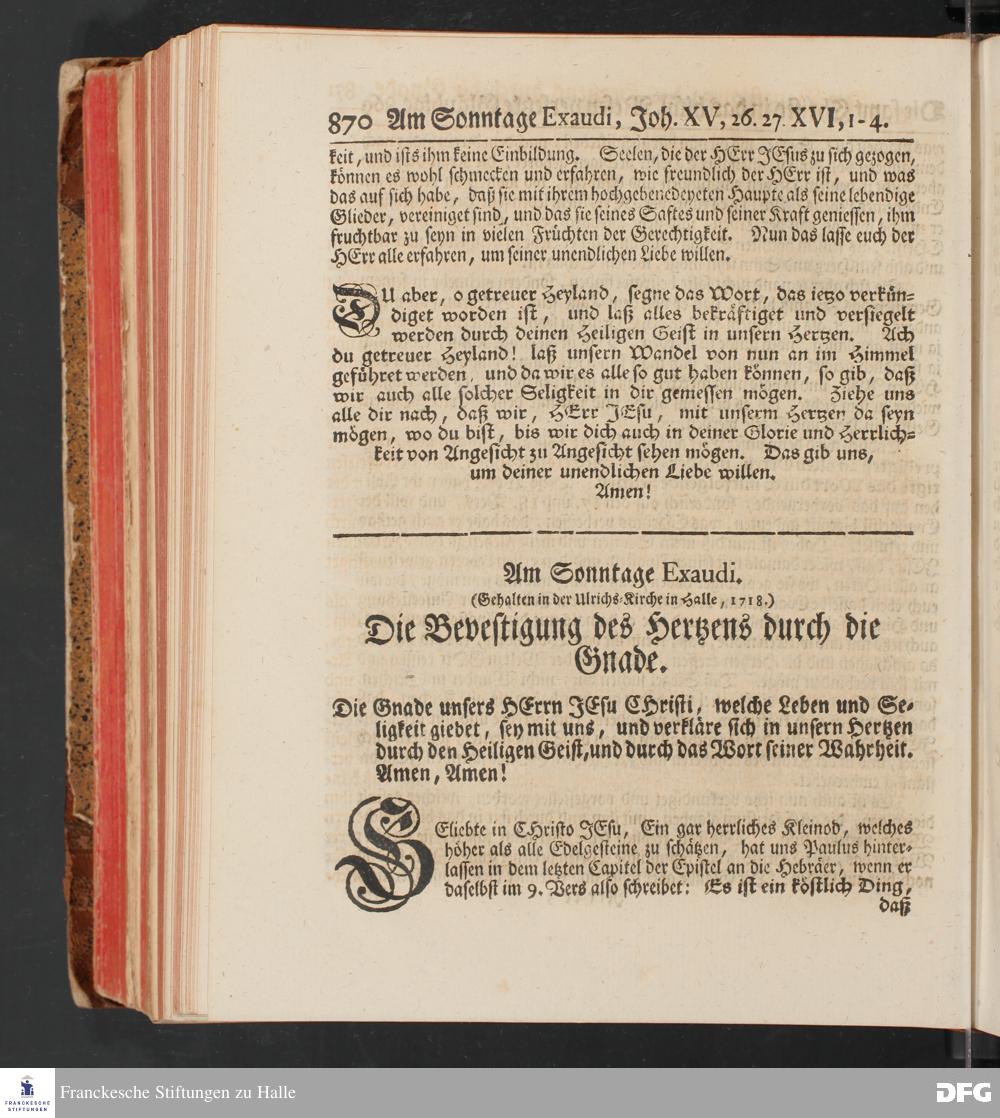 870 Am Sonntage Exaudi, Joh. XV, 26. 27. XVI, 1-4.
keit, und ists ihm keine Einbildung. Seelen, die der HErr JEsus zu sich gezogen,
können es wohl schmecken und erfahren, wie freundlich der HErr ist, und was
das auf sich habe, daß sie mit ihrem hochgebenedeyeten Haupte als seine lebendige
Glieder, vereiniget sind, und das sie seines Saftes und seiner Kraft geniessen, ihm
fruchtbar zu seyn in vielen Früchten der Gerechtigkeit. Nun das lasse euch der
HErr alle erfahren, um seiner unendlichen Liebe willen.
DU aber, o getreuer Heyland, segne das Wort, das ietzo verkün-
diget worden ist, und laß alles bekräftiget und versiegelt
werden durch deinen Heiligen Geist in unsern Hertzen. Ach
du getreuer Heyland! laß unsern Wandel von nun an im Himmel
geführet werden, und da wir es alle so gut haben können, so gib, daß
wir auch alle solcher Seligkeit in dir geniessen mögen. Ziehe uns
alle dir nach, daß wir, HErr JEsu, mit unserm Hertzen da seyn
mögen, wo du bist, bis wir dich auch in deiner Glorie und Herrlich-
keit von Angesicht zu Angesicht sehen mögen. Das gib uns,
um deiner unendlichen Liebe willen.
Amen!
Am Sonntage Exaudi.
(Gehalten in der Ulrichs-Kirche in Halle, 1718.)
Die Bevestigung des Hertzens durch die
Gnade.
Die Gnade unsers HErrn JEsu CHristi, welche Leben und Se-
ligkeit giebet, sey mit uns, und verkläre sich in unsern Hertzen
durch den Heiligen Geist, und durch das Wort seiner Wahrheit.
Amen, Amen!
GEliebte in CHristo JEsu, Ein gar herrliches Kleinod, welches
höher als alle Edelgesteine zu schätzen, hat uns Paulus hinter-
lassen in dem letzten Capitel der Epistel an die Hebräer, wenn er
daselbst im 9. Vers also schreibet: Es ist ein köstlich Ding,
daß
FRANCKESCHE
STIFTUNGEN
Franckesche Stiftungen zu Halle
DFG